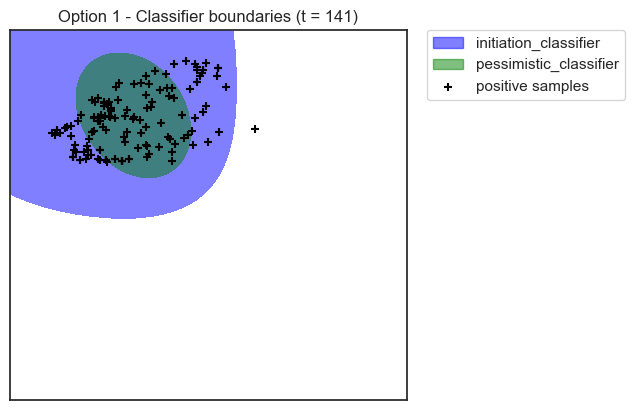 Option 1 - Classifier boundaries (t = 141)
initiation_classifier
pessimistic_classifier
positive samples